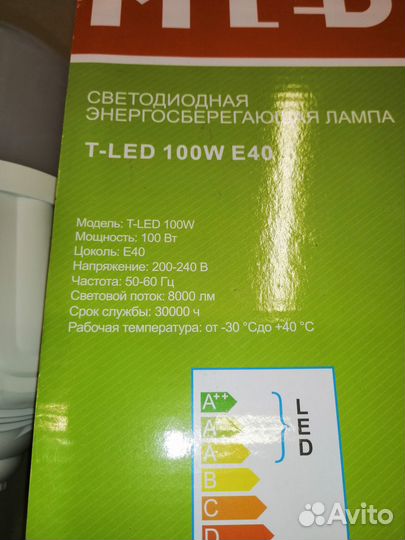 СВЕТОДИОДНАЯ
ЭНЕРГОСБЕРЕГАЮЩАЯ ЛАМПА
T-LED 100W E40
Модель: T-LED 100W
Мощность: 100 Вт
Цоколь: E40
Напряжение: 200-240 В
Частота: 50-60 Гц
Световой поток: 8000 лм
Срок службы: 30000 ч
Рабочая температура: от -30 °Сдо +40 °С
A++
A
B
C
D
LED
Avito